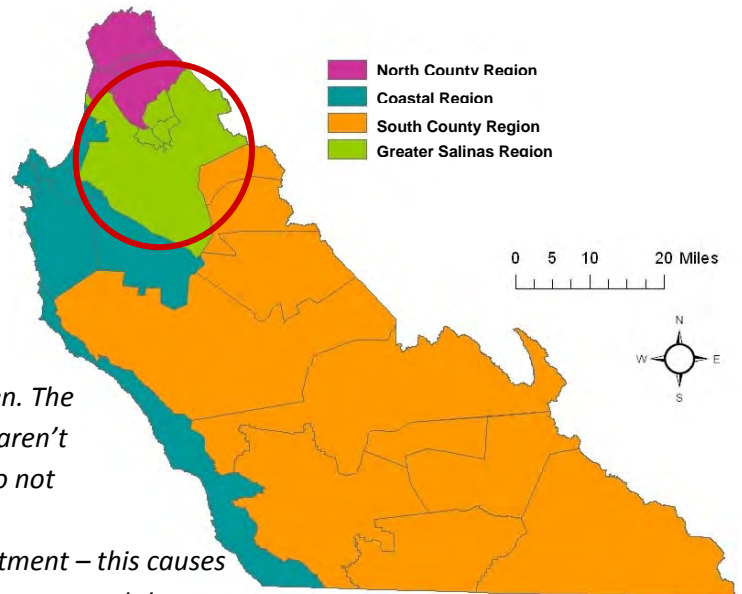 North County Region
Coastal Region
South County Region
Greater Salinas Region
0 5 10 20 Miles
N
W E
S
en. The
aren't
o not
tment – this causes